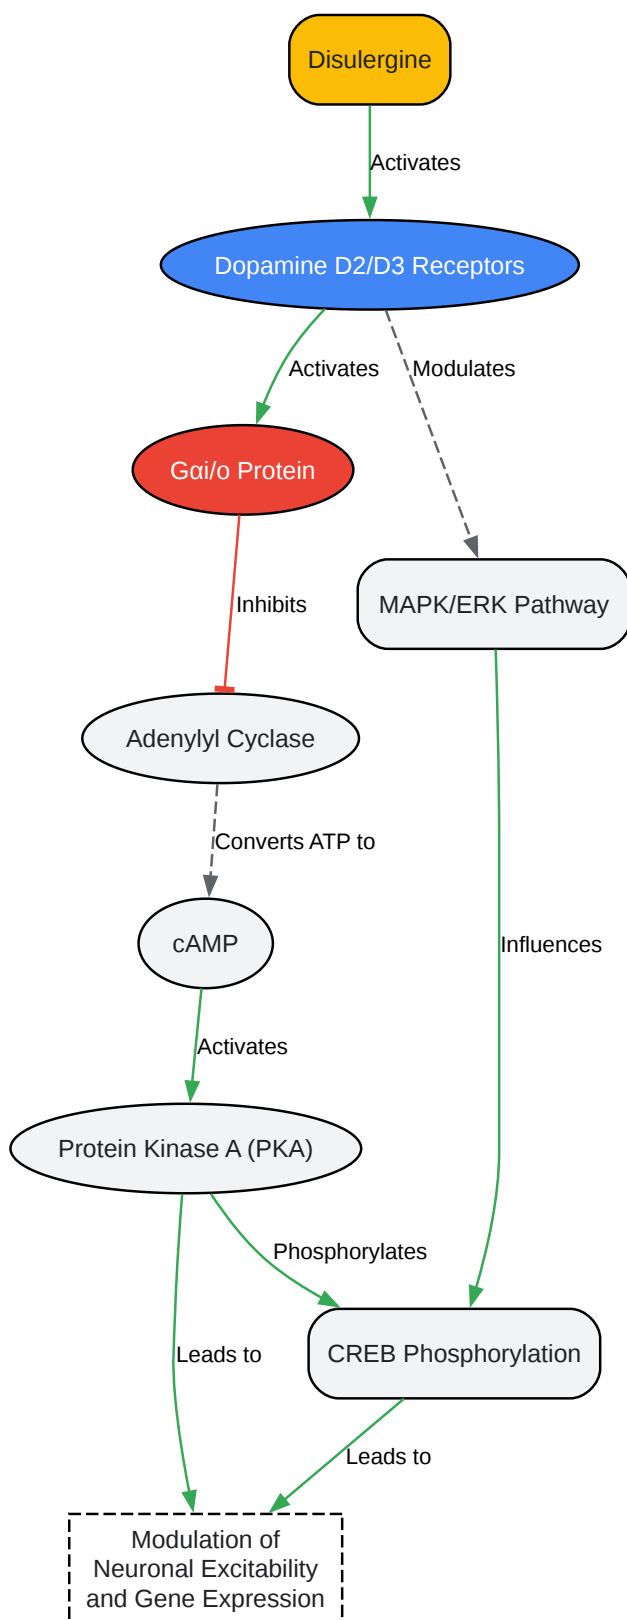 Disulergine
Activates
Dopamine D2/D3 Receptors
Activates
Modulates
Gαi/o Protein
Inhibits
MAPK/ERK Pathway
Adenylyl Cyclase
Converts ATP to
cAMP
Influences
Activates
Protein Kinase A (PKA)
Phosphorylates
Leads to
CREB Phosphorylation
Leads to
Modulation of
Neuronal Excitability
and Gene Expression